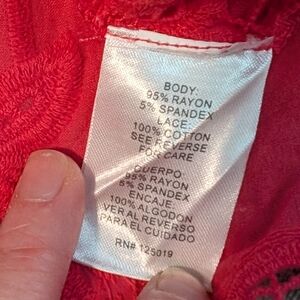 BODY:
95% RAYON
5% SPANDEX
LACE:
100% COTTON
SEE REVERSE
FOR CARE
CUERPO:
95% RAYON
5% SPANDEX
ENCAJE:
100% ALGODON
VER AL REVERSO
PARA EL CUIDADO
RN# 125019